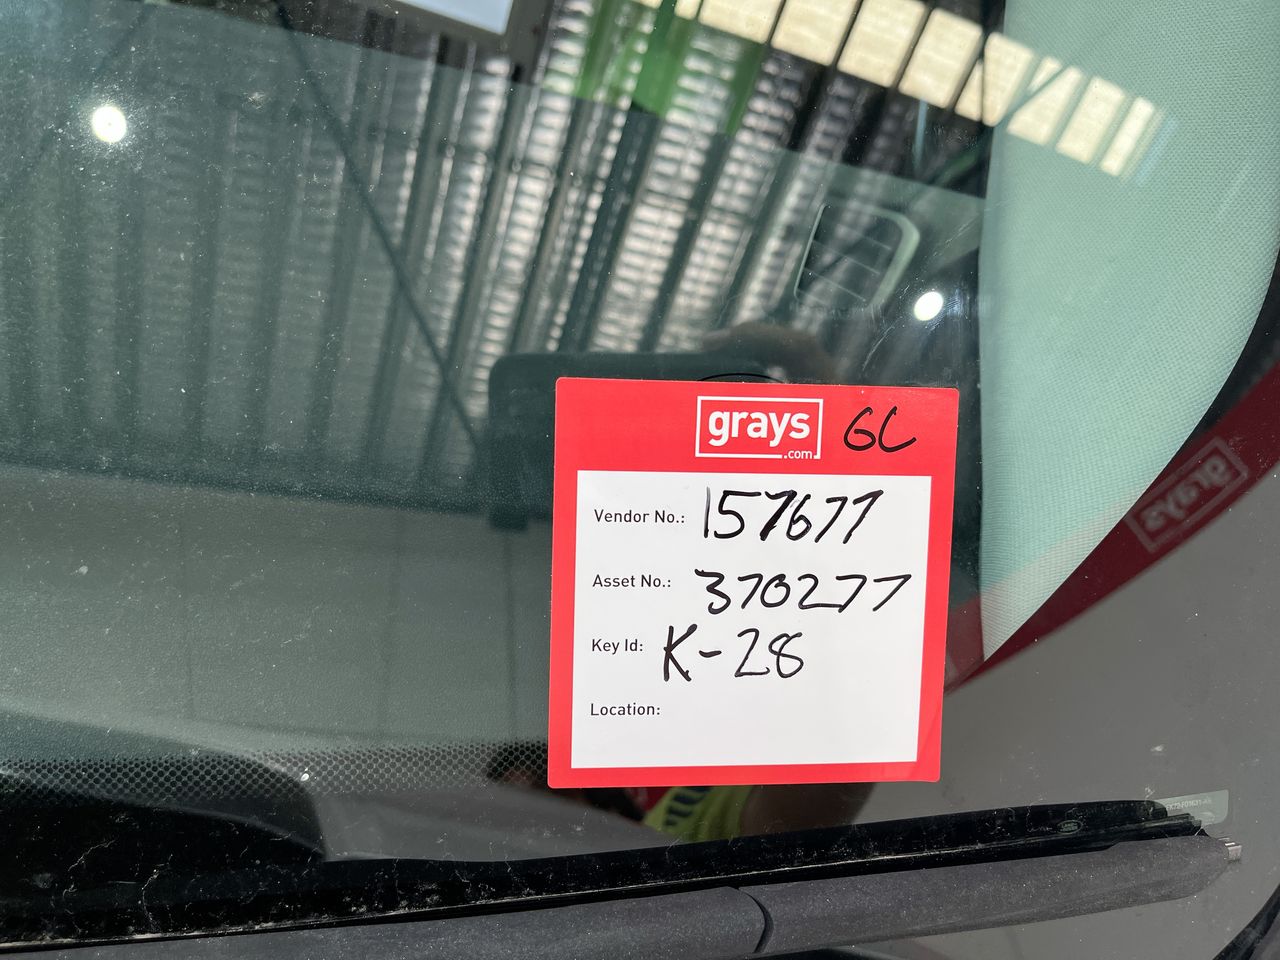 grays GC
.com
Vendor No.: 157677
Asset No.: 370277
Key Id: K-28
Location: